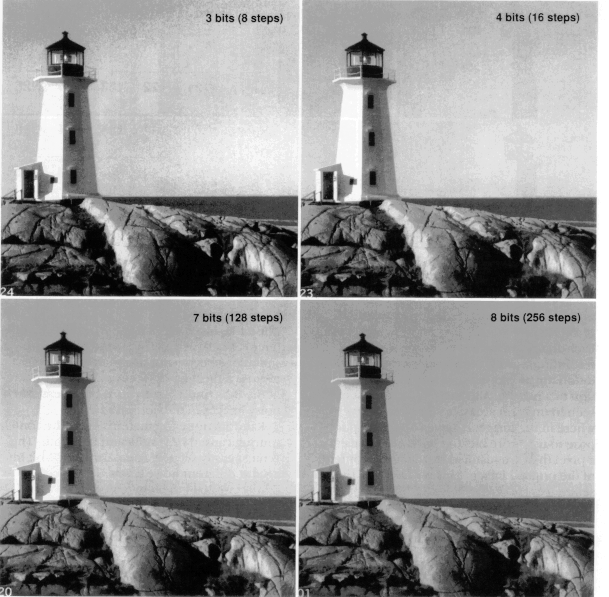 3 bits (8 steps)
4 bits (16 steps)
24
23
7 bits (128 steps)
8 bits (256 steps)
20
01